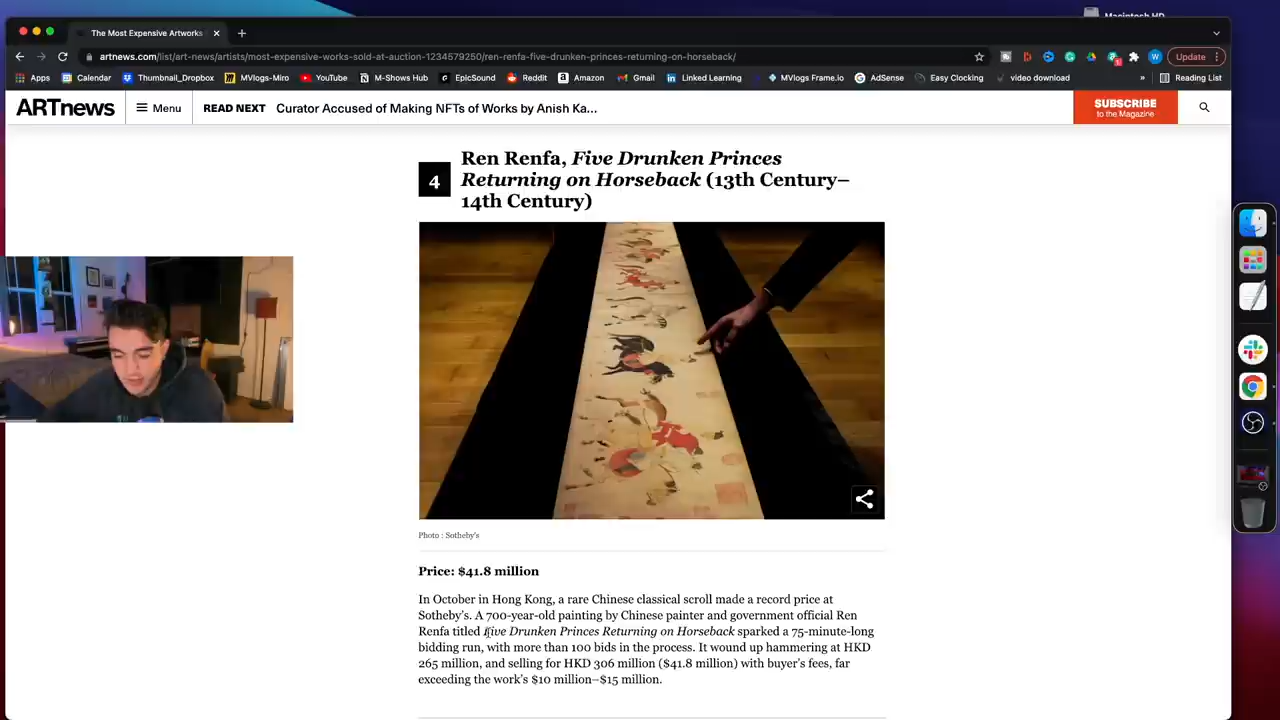 Macintosh HD
The Most Expensive Artworks
artnews.com/list/art-news/artists/most-expensive-works-sold-at-auction-1234579250/ren-renfa-five-drunken-princes-returning-on-horseback/
Update
Apps Calendar Thumbnail_Dropbox MVlogs-Miro YouTube M-Shows Hub EpicSound Reddit Amazon Gmail Linked Learning MVlogs Frame.io AdSense Easy Clocking video download » Reading List
ARTnews Menu READ NEXT Curator Accused of Making NFTs of Works by Anish Ka...
SUBSCRIBE
to the Magazine
4
Ren Renfa, Five Drunken Princes
Returning on Horseback (13th Century–
14th Century)
Photo : Sotheby's
Price: $41.8 million
In October in Hong Kong, a rare Chinese classical scroll made a record price at
Sotheby's. A 700-year-old painting by Chinese painter and government official Ren
Renfa titled Five Drunken Princes Returning on Horseback sparked a 75-minute-long
bidding run, with more than 100 bids in the process. It wound up hammering at HKD
265 million, and selling for HKD 306 million ($41.8 million) with buyer's fees, far
exceeding the work's $10 million–$15 million.